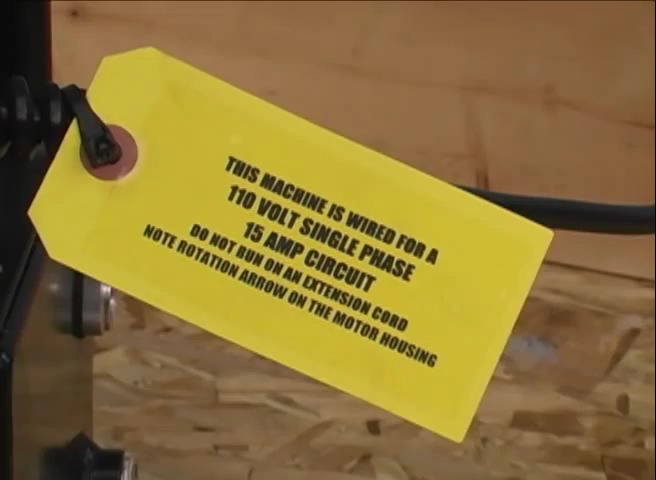 THIS MACHINE IS WIRED FOR A
110 VOLT SINGLE PHASE
15 AMP CIRCUIT
DO NOT RUN ON AN EXTENSION CORD
NOTE ROTATION ARROW ON THE MOTOR HOUSING